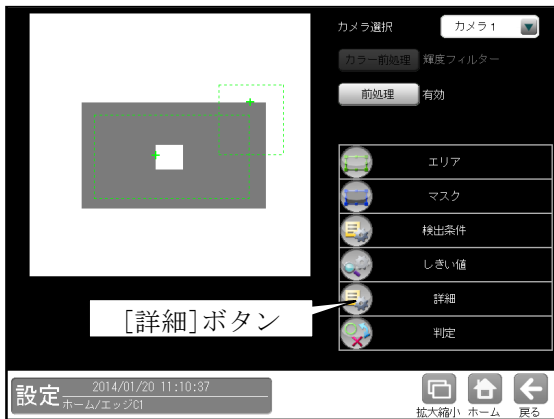 カメラ選択 カメラ1
カラー前処理 輝度フィルター
前処理 有効
エリア
マスク
検出条件
しきい値
詳細
[詳細]ボタン
判定
設定 2014/01/20 11:10:37
ホーム/エッジC1
拡大縮小 ホーム 戻る